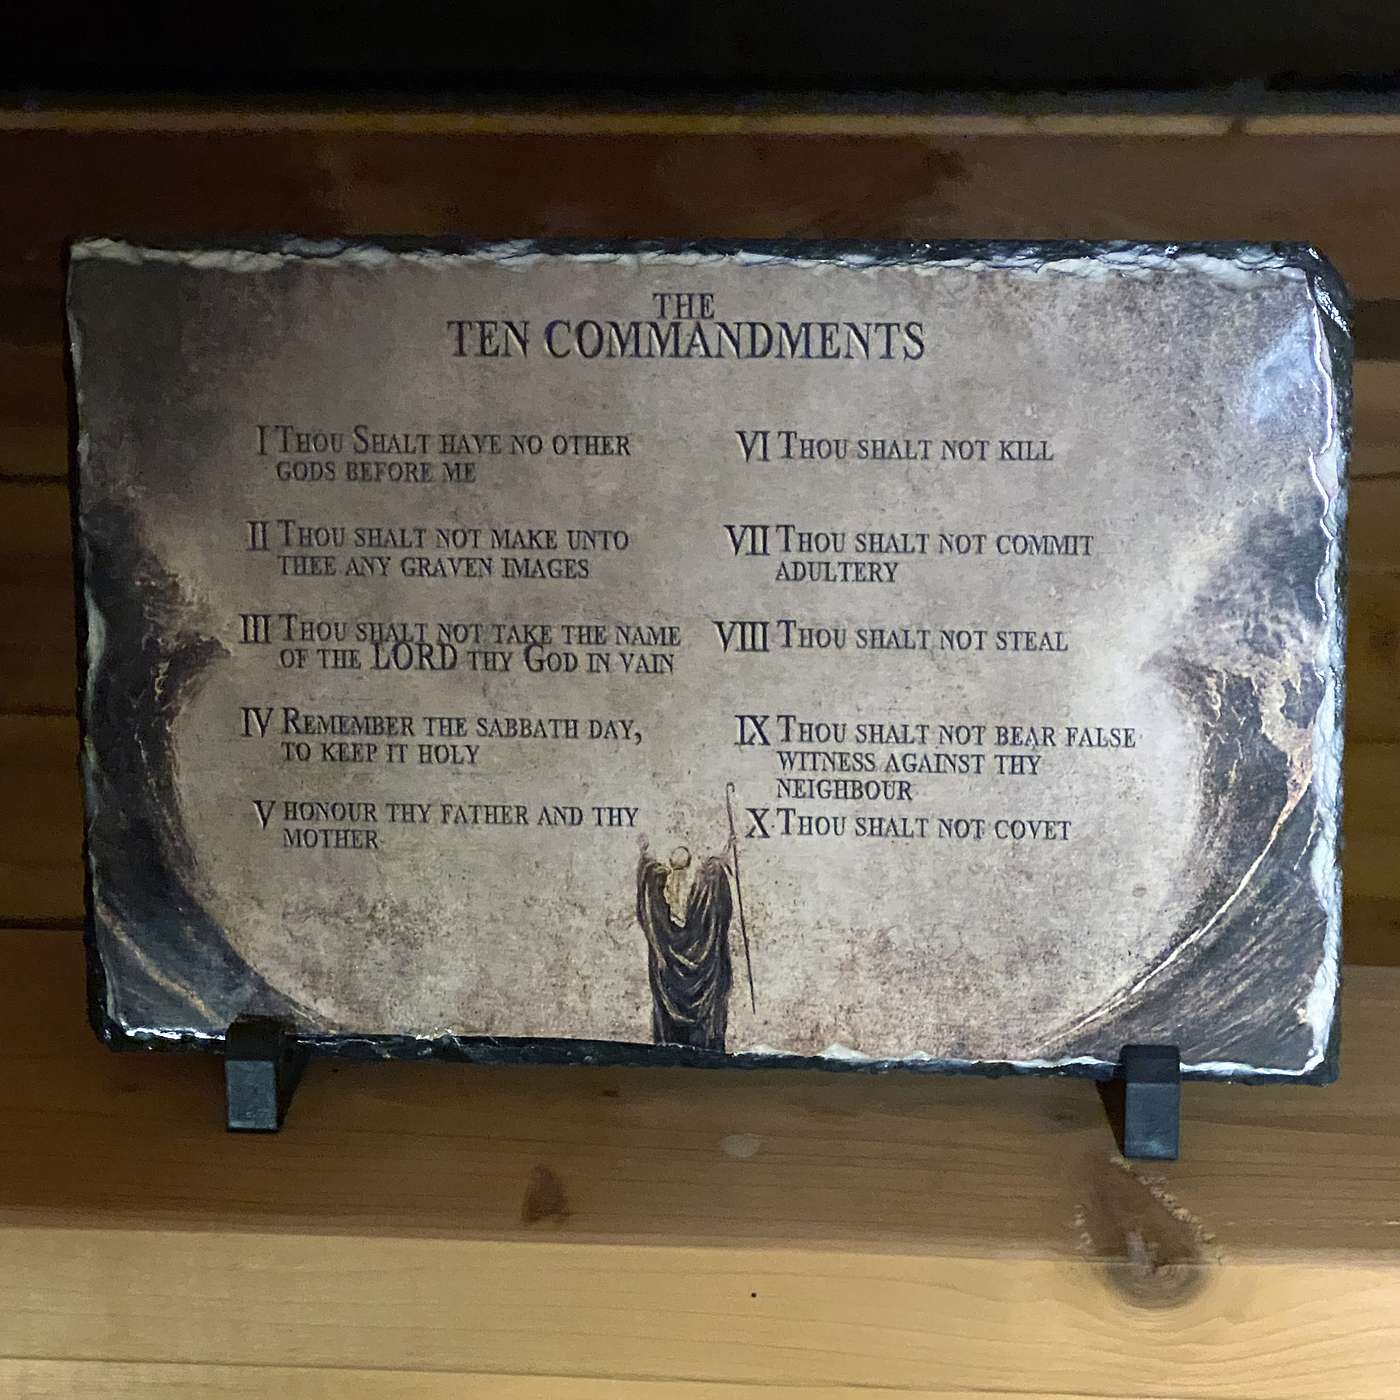 THE
TEN COMMANDMENTS
I THOU SHALT HAVE NO OTHER
GODS BEFORE ME
II THOU SHALT NOT MAKE UNTO
THEE ANY GRAVEN IMAGES
III THOU SHALT NOT TAKE THE NAME
OF THE LORD THY GOD IN VAIN
IV REMEMBER THE SABBATH DAY,
TO KEEP IT HOLY
V HONOUR THY FATHER AND THY
MOTHER
VI THOU SHALT NOT KILL
VII THOU SHALT NOT COMMIT
ADULTERY
VIII THOU SHALT NOT STEAL
IX THOU SHALT NOT BEAR FALSE
WITNESS AGAINST THY
NEIGHBOUR
X THOU SHALT NOT COVET